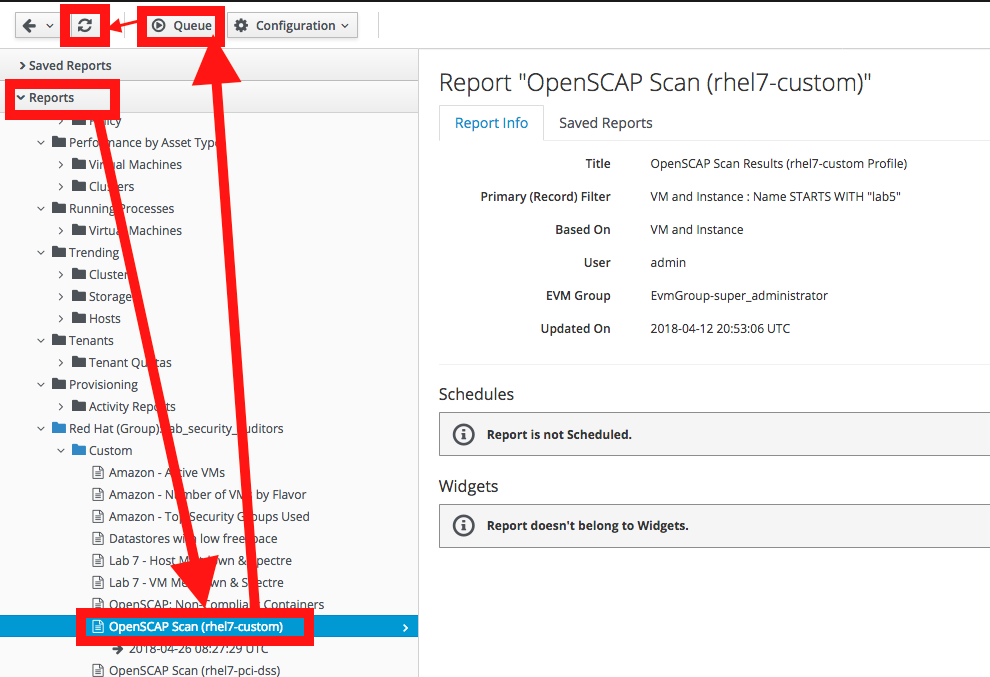 Queue
Configuration
Saved Reports
Reports
Policy
Performance by Asset Type
Virtual Machines
Clusters
Running Processes
Virtual Machines
Trending
Clusters
Storage
Hosts
Tenants
Tenant Quotas
Provisioning
Activity Reports
Red Hat (Group): lab_security_auditors
Custom
Amazon - Active VMs
Amazon - Number of VMs by Flavor
Amazon - Top Security Groups Used
Datastores with low freespace
Lab 7 - Host Meltdown & Spectre
Lab 7 - VM Meltdown & Spectre
OpenSCAP: Non-Compliant Containers
OpenSCAP Scan (rhel7-custom)
2018-04-26 08:27:29 UTC
OpenSCAP Scan (rhel7-pci-dss)
Report "OpenSCAP Scan (rhel7-custom)"
Report Info Saved Reports
Title OpenSCAP Scan Results (rhel7-custom Profile)
Primary (Record) Filter VM and Instance : Name STARTS WITH "lab5"
Based On VM and Instance
User admin
EVM Group EvmGroup-super_administrator
Updated On 2018-04-12 20:53:06 UTC
Schedules
Report is not Scheduled.
Widgets
Report doesn't belong to Widgets.